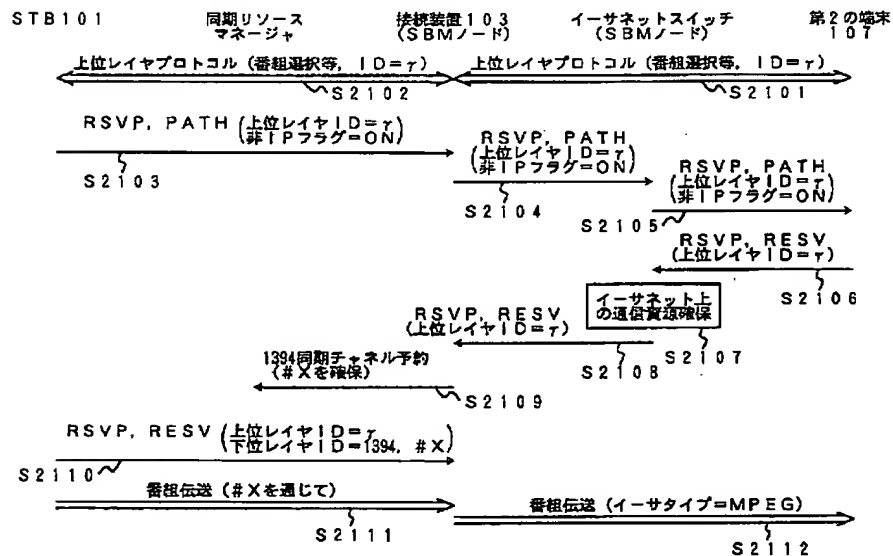 STB101
同期リソース
マネージャ
接続装置103
(SBMノード)
イーサネットスイッチ
(SBMノード)
第2の端末
107
上位レイヤプロトコル (番組選択等, ID=r)
S2102
上位レイヤプロトコル (番組選択等, ID=r)
S2101
RSVP, PATH (上位レイヤID=r
非IPフラグ=ON)
S2103
RSVP, PATH
(上位レイヤID=r
非IPフラグ=ON)
S2104
RSVP, PATH
(上位レイヤID=r
非IPフラグ=ON)
S2105
RSVP, RESV
(上位レイヤID=r)
S2106
イーサネット上
の通信資源確保
S2107
RSVP, RESV
(上位レイヤID=r)
S2108
1394同期チャネル予約
(#Xを確保)
S2109
RSVP, RESV (上位レイヤID=r
下位レイヤID=1394, #X)
S2110
番組伝送 (#Xを通じて)
S2111
番組伝送 (イーサタイプ=MPEG)
S2112